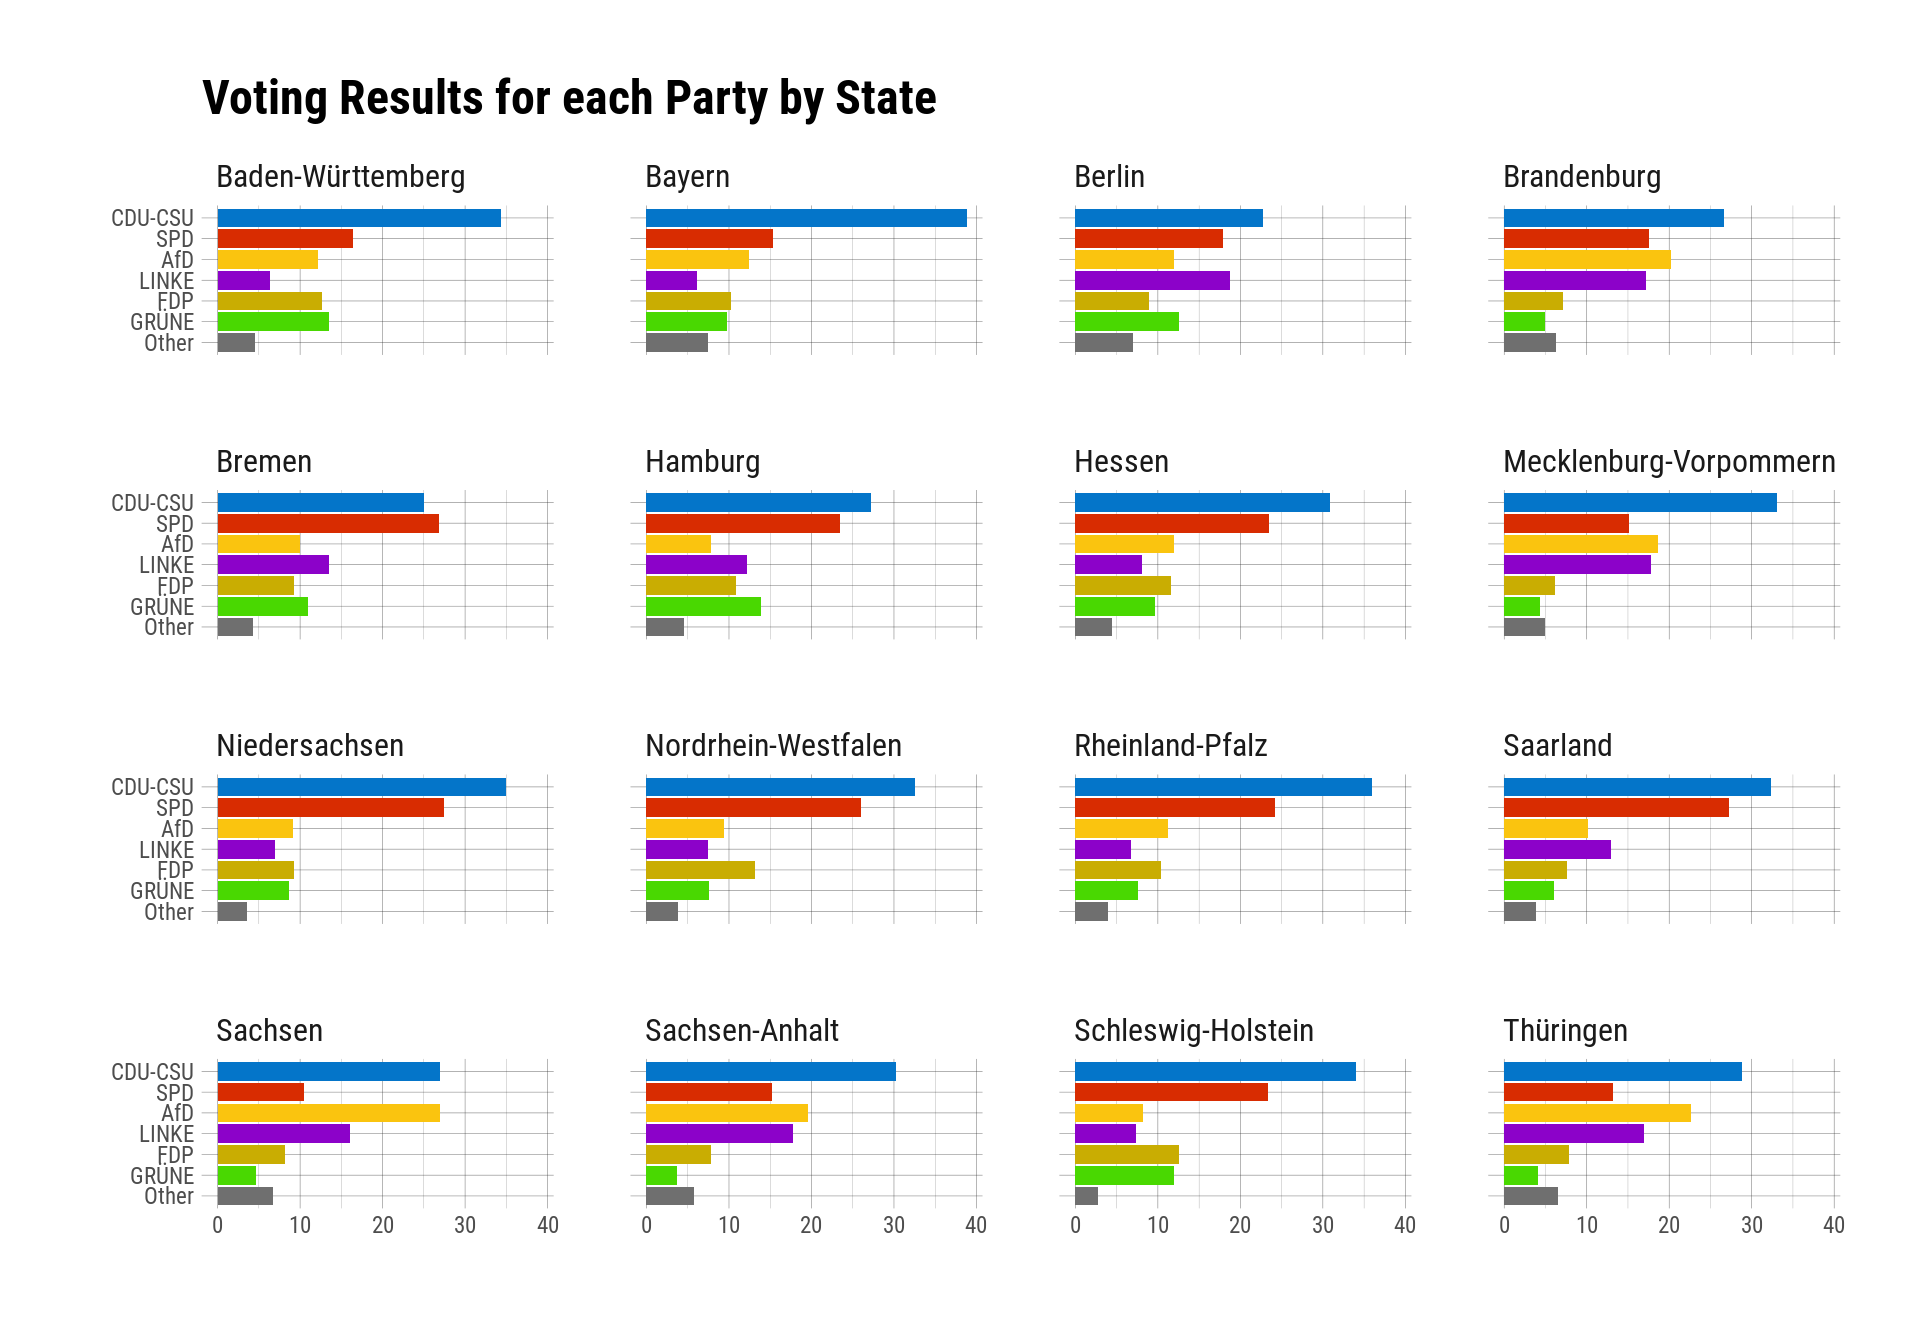 Voting Results for each Party by State
Baden-Württemberg
Bayern
Berlin
Brandenburg
CDU-CSU
SPD
AfD
LINKE
FDP
GRÜNE
Other
Bremen
Hamburg
Hessen
Mecklenburg-Vorpommern
CDU-CSU
SPD
AfD
LINKE
FDP
GRÜNE
Other
Niedersachsen
Nordrhein-Westfalen
Rheinland-Pfalz
Saarland
CDU-CSU
SPD
AfD
LINKE
FDP
GRÜNE
Other
Sachsen
Sachsen-Anhalt
Schleswig-Holstein
Thüringen
CDU-CSU
SPD
AfD
LINKE
FDP
GRÜNE
Other
0 10 20 30 40
0 10 20 30 40
0 10 20 30 40
0 10 20 30 40